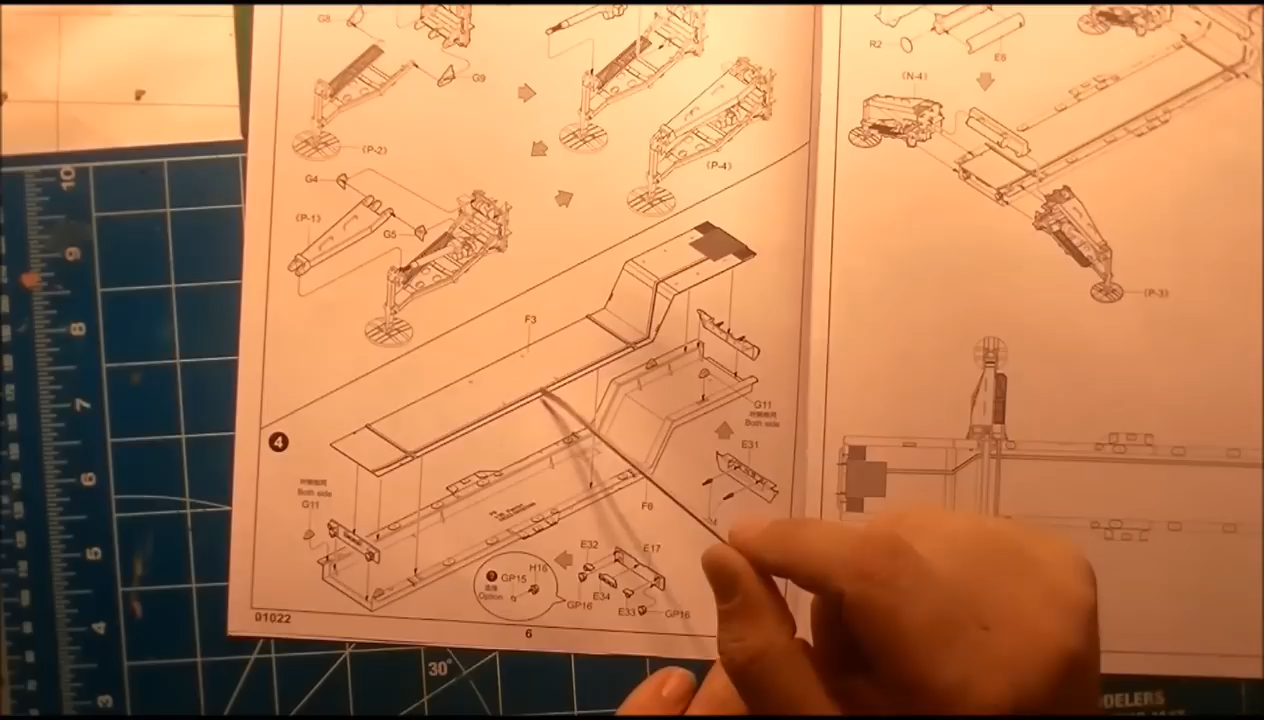 G8
G9
(P-2)
G4
(P-1)
G5
(P-4)
F3
4
Both side
G11
G11
Both side
E31
F6
E32
E17
H16
GP15
Option
GP16
E34
E33
GP16
01022
6
R2
E6
(N-4)
(P-3)
10
9
8
7
6
5
4
3
30°